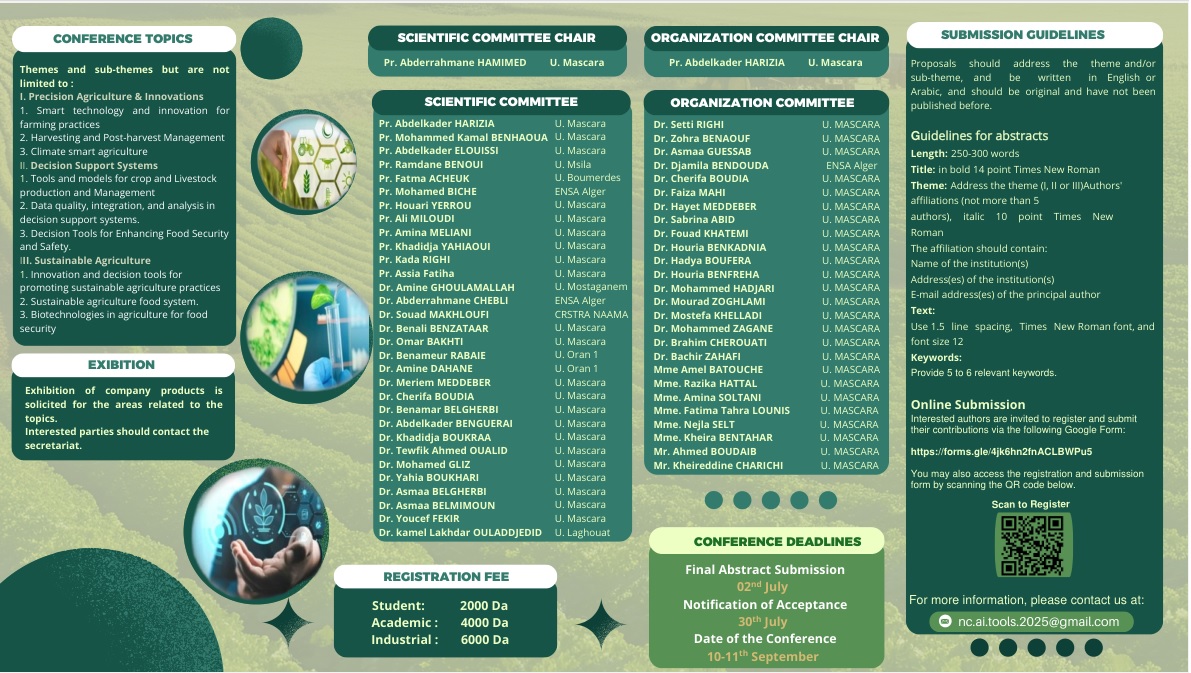 CONFERENCE TOPICS
Themes and sub-themes but are not
limited to :
I. Precision Agriculture & Innovations
1. Smart technology and innovation for
farming practices
2. Harvesting and Post-harvest Management
3. Climate smart agriculture
II. Decision Support Systems
1. Tools and models for crop and Livestock
production and Management
2. Data quality, integration, and analysis in
decision support systems.
3. Decision Tools for Enhancing Food Security
and Safety.
III. Sustainable Agriculture
1. Innovation and decision tools for
promoting sustainable agriculture practices
2. Sustainable agriculture food system.
3. Biotechnologies in agriculture for food
security
EXIBITION
Exhibition of company products is
solicited for the areas related to the
topics.
Interested parties should contact the
secretariat.
SCIENTIFIC COMMITTEE CHAIR
Pr. Abderrahmane HAMIMED U. Mascara
SCIENTIFIC COMMITTEE
Pr. Abdelkader HARIZIA U. Mascara
Pr. Mohammed Kamal BENHAOUA U. Mascara
Pr. Abdelkader ELOUISSI U. Mascara
Pr. Ramdane BENOUI U. Msila
Pr. Fatma ACHEUK U. Boumerdes
Pr. Mohamed BICHE ENSA Alger
Pr. Houari YERROU U. Mascara
Pr. Ali MILOUDI U. Mascara
Pr. Amina MELIANI U. Mascara
Pr. Khadidja YAHIAOUI U. Mascara
Pr. Kada RIGHI U. Mascara
Pr. Assia Fatiha U. Mascara
Dr. Amine GHOULAMALLAH U. Mostaganem
Dr. Abderrahmane CHEBLI ENSA Alger
Dr. Souad MAKHLOUFI CRSTRA NAAMA
Dr. Benali BENZATAAR U. Mascara
Dr. Omar BAKHTI U. Mascara
Dr. Benameur RABAIE U. Oran 1
Dr. Amine DAHANE U. Oran 1
Dr. Meriem MEDDEBER U. Mascara
Dr. Cherifa BOUDIA U. Mascara
Dr. Benamar BELGHERBI U. Mascara
Dr. Abdelkader BENGUERAI U. Mascara
Dr. Khadidja BOUKRAA U. Mascara
Dr. Tewfik Ahmed OUALID U. Mascara
Dr. Mohamed GLIZ U. Mascara
Dr. Yahia BOUKHARI U. Mascara
Dr. Asmaa BELGHERBI U. Mascara
Dr. Asmaa BELMIMOUN U. Mascara
Dr. Youcef FEKIR U. Mascara
Dr. kamel Lakhdar OULADDJEDID U. Laghouat
REGISTRATION FEE
Student: 2000 Da
Academic : 4000 Da
Industrial : 6000 Da
ORGANIZATION COMMITTEE CHAIR
Pr. Abdelkader HARIZIA U. Mascara
ORGANIZATION COMMITTEE
Dr. Setti RIGHI U. MASCARA
Dr. Zohra BENAOUF U. MASCARA
Dr. Asmaa GUESSAB U. MASCARA
Dr. Djamila BENDOUDA ENSA Alger
Dr. Cherifa BOUDIA U. MASCARA
Dr. Faiza MAHI U. MASCARA
Dr. Hayet MEDDEBER U. MASCARA
Dr. Sabrina ABID U. MASCARA
Dr. Fouad KHATEMI U. MASCARA
Dr. Houria BENKADNIA U. MASCARA
Dr. Hadya BOUFERA U. MASCARA
Dr. Houria BENFREHA U. MASCARA
Dr. Mohammed HADJARI U. MASCARA
Dr. Mourad ZOGHLAMI U. MASCARA
Dr. Mostefa KHELLADI U. MASCARA
Dr. Mohammed ZAGANE U. MASCARA
Dr. Brahim CHEROUATI U. MASCARA
Dr. Bachir ZAHAFI U. MASCARA
Mme Amel BATOUCHE U. MASCARA
Mme. Razika HATTAL U. MASCARA
Mme. Amina SOLTANI U. MASCARA
Mme. Fatima Tahra LOUNIS U. MASCARA
Mme. Nejla SELT U. MASCARA
Mme. Kheira BENTAHAR U. MASCARA
Mr. Ahmed BOUDAIB U. MASCARA
Mr. Kheireddine CHARICHI U. MASCARA
CONFERENCE DEADLINES
Final Abstract Submission
02nd July
Notification of Acceptance
30th July
Date of the Conference
10-11th September
SUBMISSION GUIDELINES
Proposals should address the theme and/or
sub-theme, and be written in English or
Arabic, and should be original and have not been
published before.
Guidelines for abstracts
Length: 250-300 words
Title: in bold 14 point Times New Roman
Theme: Address the theme (I, II or III)Authors'
affiliations (not more than 5
authors), italic 10 point Times New
Roman
The affiliation should contain:
Name of the institution(s)
Address(es) of the institution(s)
E-mail address(es) of the principal author
Text:
Use 1.5 line spacing, Times New Roman font, and
font size 12
Keywords:
Provide 5 to 6 relevant keywords.
Online Submission
Interested authors are invited to register and submit
their contributions via the following Google Form:
https://forms.gle/4jk6hn2fnACLBWPu5
You may also access the registration and submission
form by scanning the QR code below.
Scan to Register
For more information, please contact us at:
nc.ai.tools.2025@gmail.com